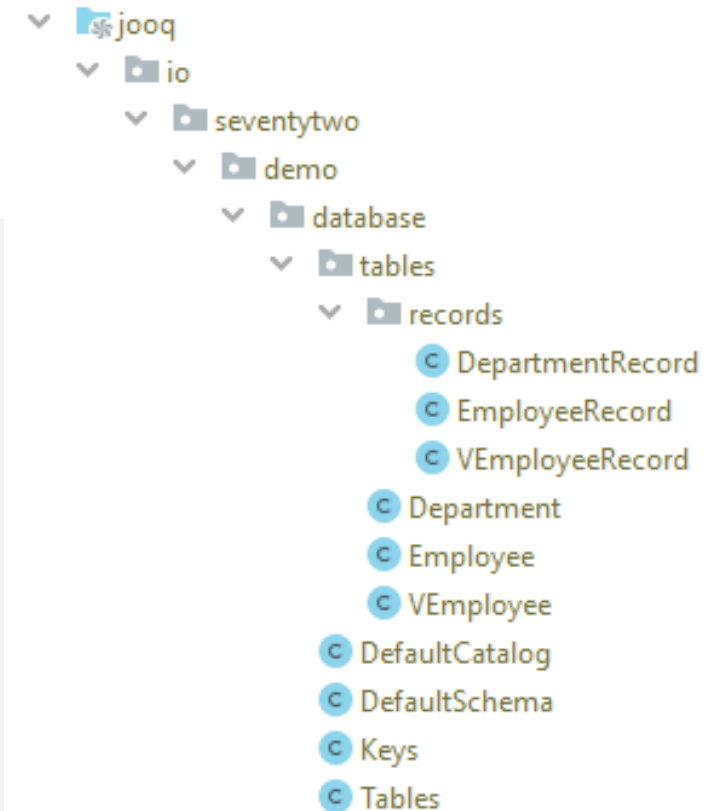 jooq
io
seventytwo
demo
database
tables
records
C DepartmentRecord
C EmployeeRecord
C VEmployeeRecord
C Department
C Employee
C VEmployee
C DefaultCatalog
C DefaultSchema
C Keys
C Tables